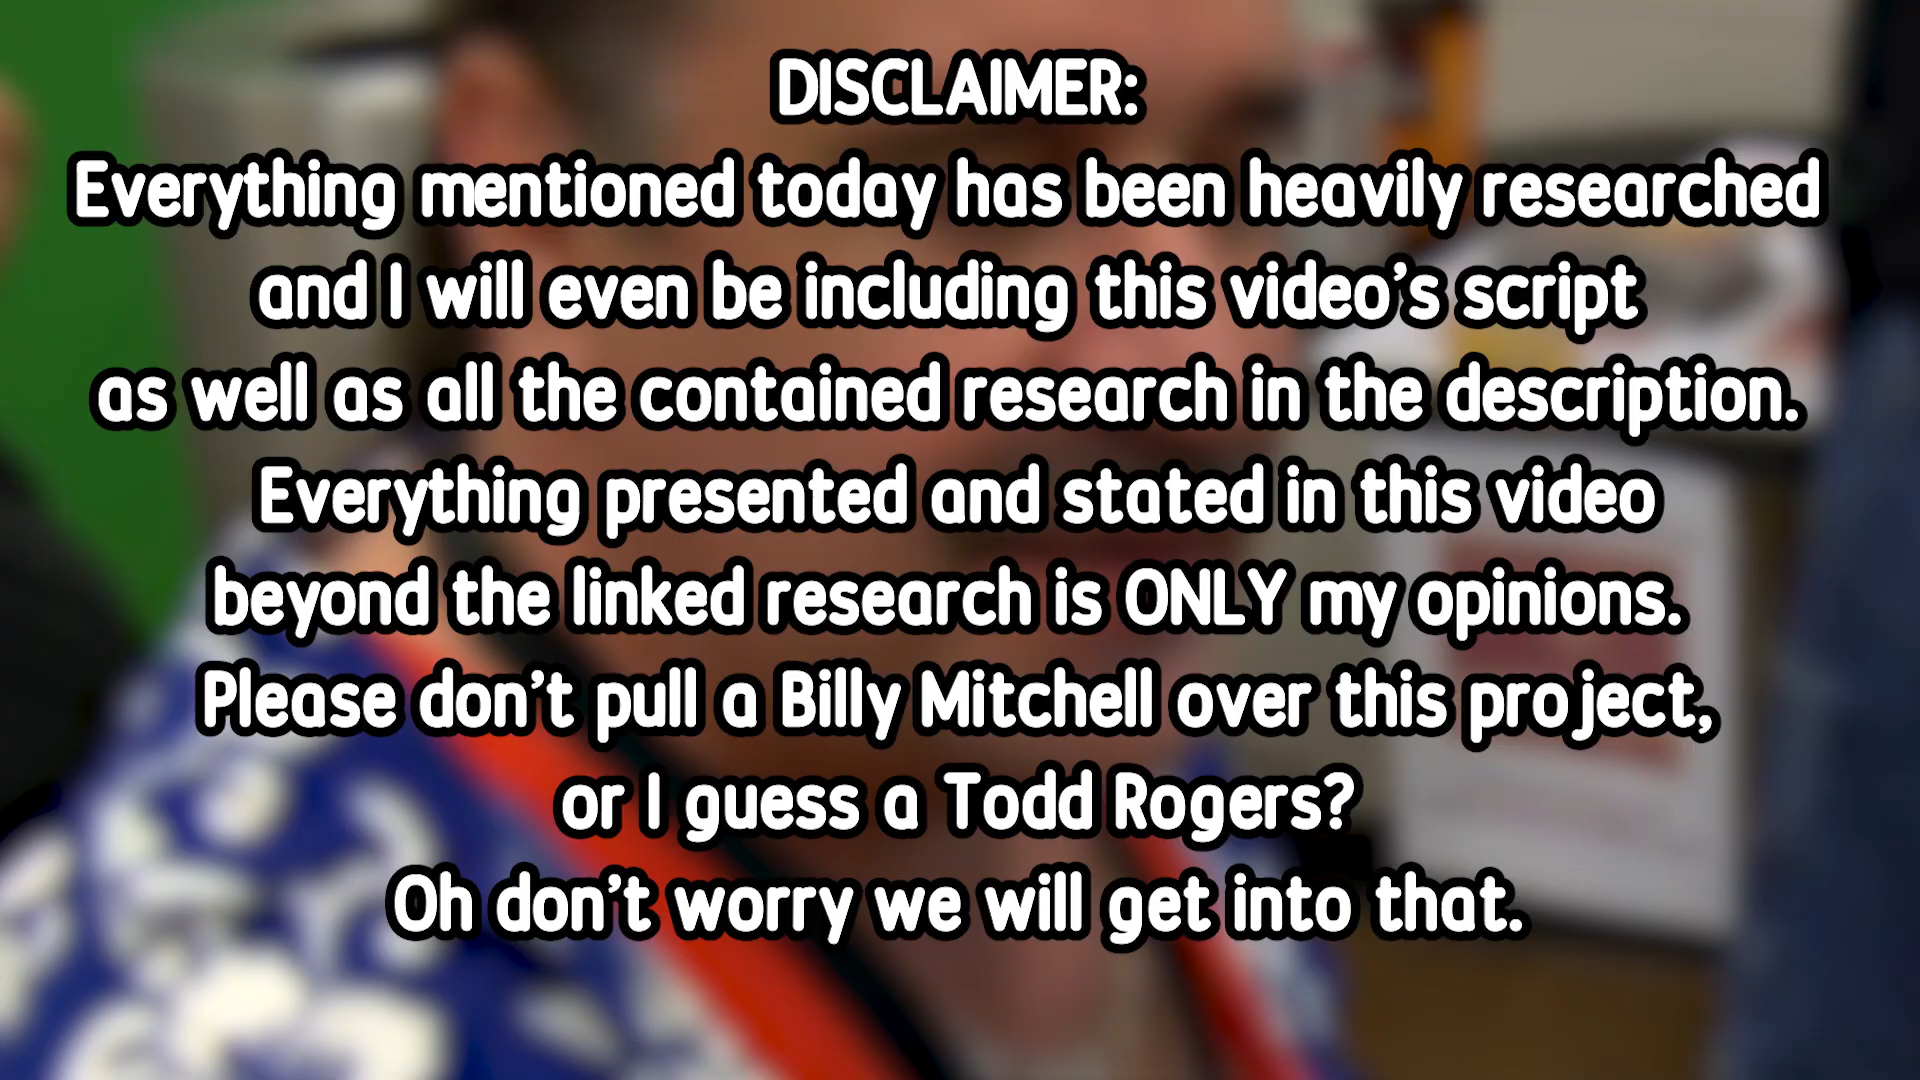 DISCLAIMER:
Everything mentioned today has been heavily researched
and I will even be including this video's script
as well as all the contained research in the description.
Everything presented and stated in this video
beyond the linked research is ONLY my opinions.
Please don't pull a Billy Mitchell over this project,
or I guess a Todd Rogers?
Oh don't worry we will get into that.